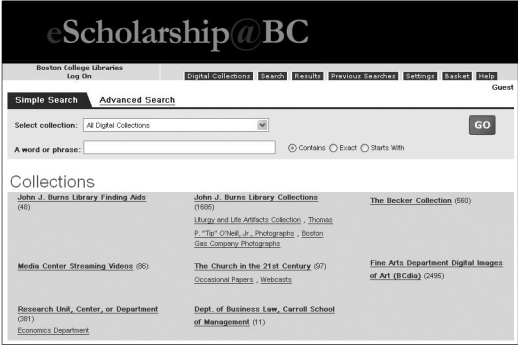 eScholarship@BC
Boston College Libraries
Log On
Digital Collections Search Results Previous Searches Settings Basket Help
Guest
Simple Search Advanced Search
Select collection: All Digital Collections
GO
A word or phrase: Contains Exact Starts With
Collections
John J. Burns Library Finding Aids
(48)
John J. Burns Library Collections
(1685)
Liturgy and Life Artifacts Collection , Thomas
P. "Tip" O'Neill, Jr., Photographs , Boston
Gas Company Photographs
The Becker Collection (560)
Media Center Streaming Videos (86)
The Church in the 21st Century (97)
Occasional Papers , Webcasts
Fine Arts Department Digital Images
of Art (BCdia) (2495)
Research Unit, Center, or Department
(381)
Economics Department
Dept. of Business Law, Carroll School
of Management (11)